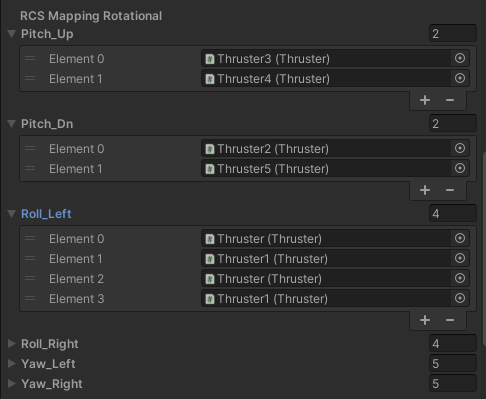 RCS Mapping Rotational
Pitch_Up 2
Element 0 Thruster3 (Thruster)
Element 1 Thruster4 (Thruster)
+ −
Pitch_Dn 2
Element 0 Thruster2 (Thruster)
Element 1 Thruster5 (Thruster)
+ −
Roll_Left 4
Element 0 Thruster (Thruster)
Element 1 Thruster1 (Thruster)
Element 2 Thruster (Thruster)
Element 3 Thruster1 (Thruster)
+ −
Roll_Right 4
Yaw_Left 5
Yaw_Right 5